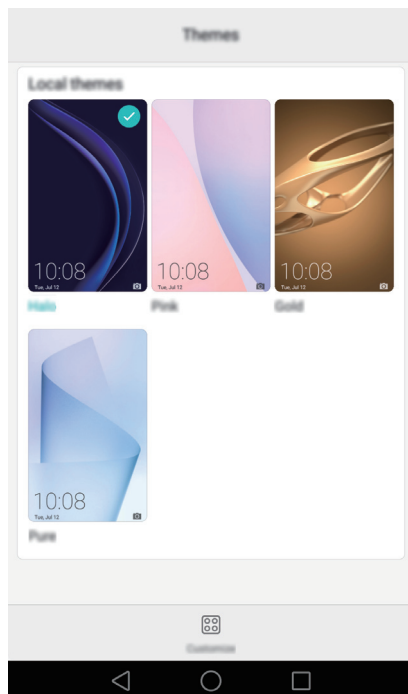 Themes
Local themes
10:08
Tue, Jul 12
10:08
Tue, Jul 12
10:08
Tue, Jul 12
Halo
Pink
Gold
10:08
Tue, Jul 12
Pure
Customize